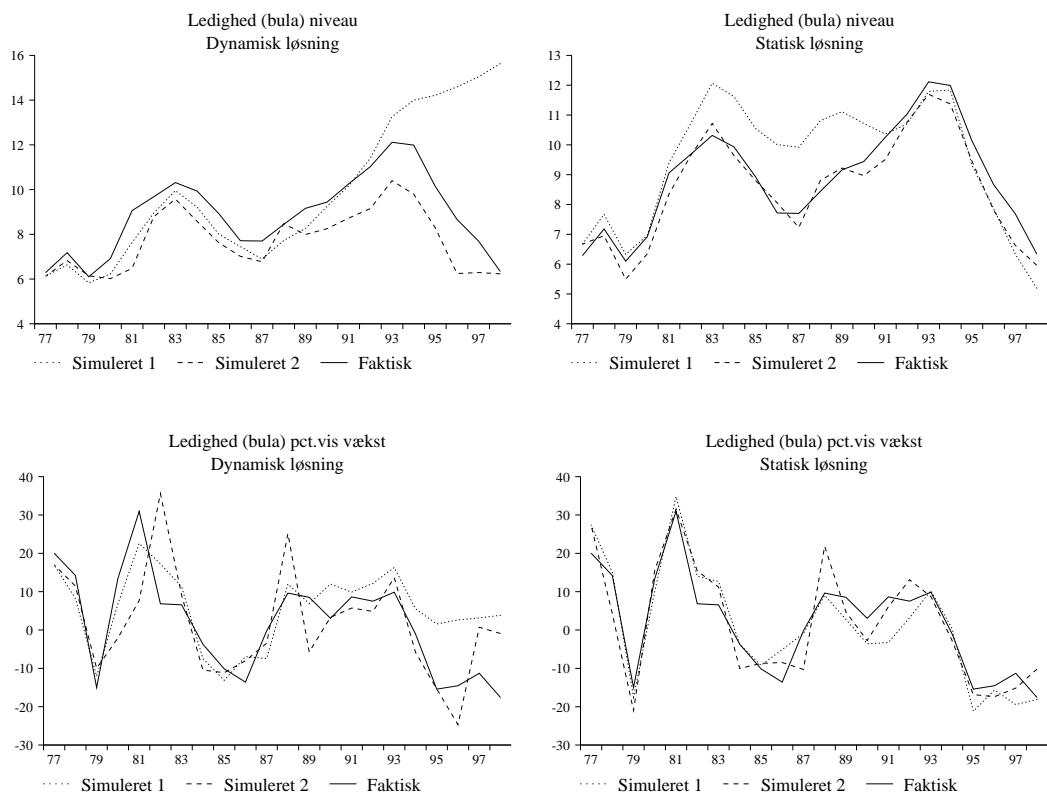 Ledighed (bula) niveau
Dynamisk løsning
16
14
12
10
8
6
4
77 79 81 83 85 87 89 91 93 95 97
Simuleret 1 Simuleret 2 Faktisk
Ledighed (bula) niveau
Statisk løsning
13
12
11
10
9
8
7
6
5
4
77 79 81 83 85 87 89 91 93 95 97
Simuleret 1 Simuleret 2 Faktisk
Ledighed (bula) pct.vis vækst
Dynamisk løsning
40
30
20
10
0
-10
-20
-30
77 79 81 83 85 87 89 91 93 95 97
Simuleret 1 Simuleret 2 Faktisk
Ledighed (bula) pct.vis vækst
Statisk løsning
40
30
20
10
0
-10
-20
-30
77 79 81 83 85 87 89 91 93 95 97
Simuleret 1 Simuleret 2 Faktisk